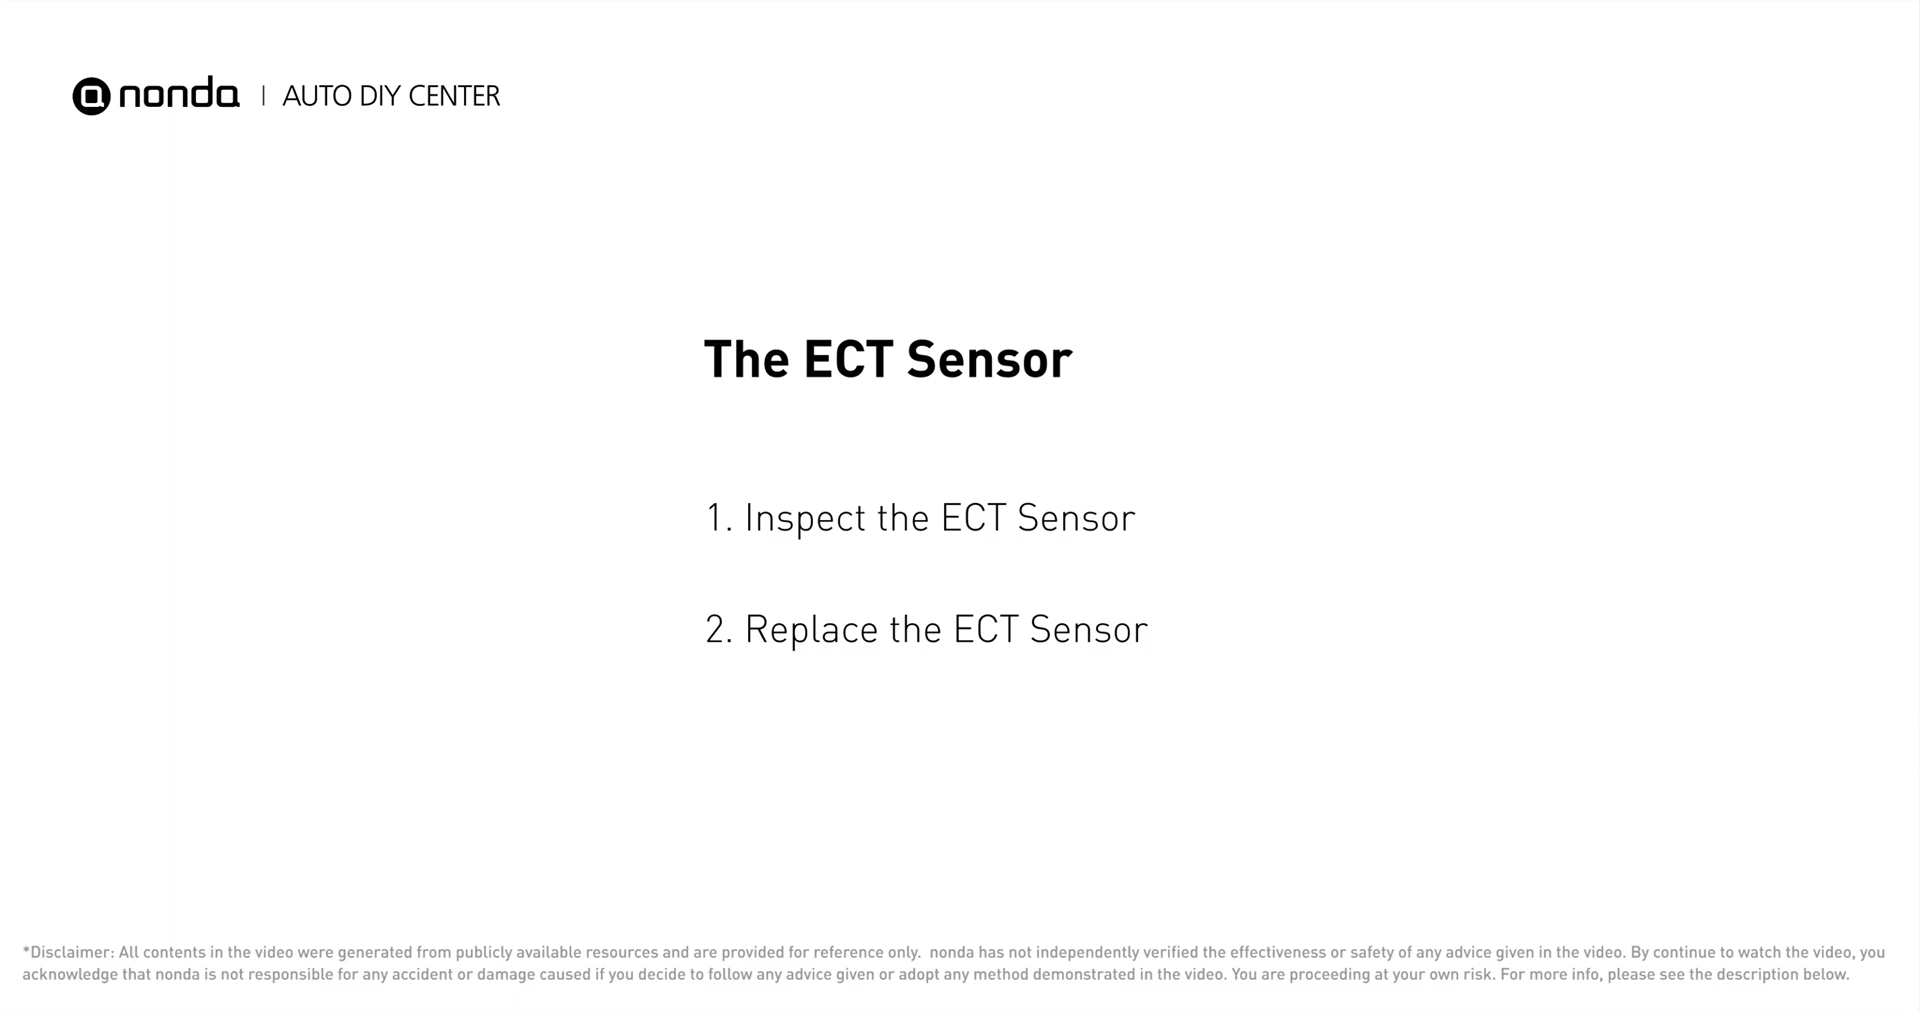 nonda | AUTO DIY CENTER
The ECT Sensor
1. Inspect the ECT Sensor
2. Replace the ECT Sensor
*Disclaimer: All contents in the video were generated from publicly available resources and are provided for reference only. nonda has not independently verified the effectiveness or safety of any advice given in the video. By continue to watch the video, you
acknowledge that nonda is not responsible for any accident or damage caused if you decide to follow any advice given or adopt any method demonstrated in the video. You are proceeding at your own risk. For more info, please see the description below.